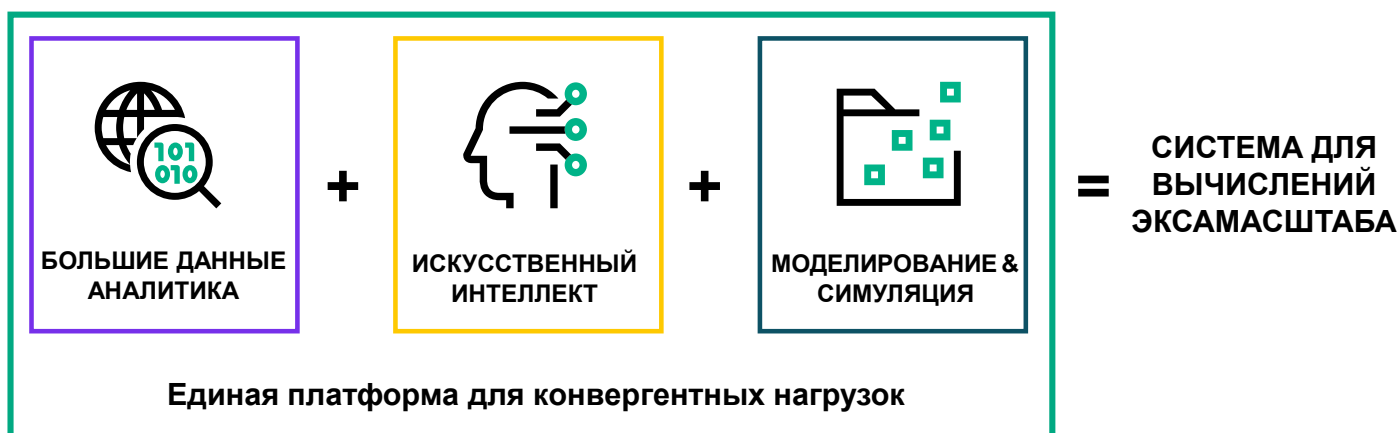 101
010
+
+
=
БОЛЬШИЕ ДАННЫЕ
АНАЛИТИКА
ИСКУССТВЕННЫЙ
ИНТЕЛЛЕКТ
МОДЕЛИРОВАНИЕ &
СИМУЛЯЦИЯ
СИСТЕМА ДЛЯ
ВЫЧИСЛЕНИЙ
ЭКСАМАСШТАБА
Единая платформа для конвергентных нагрузок